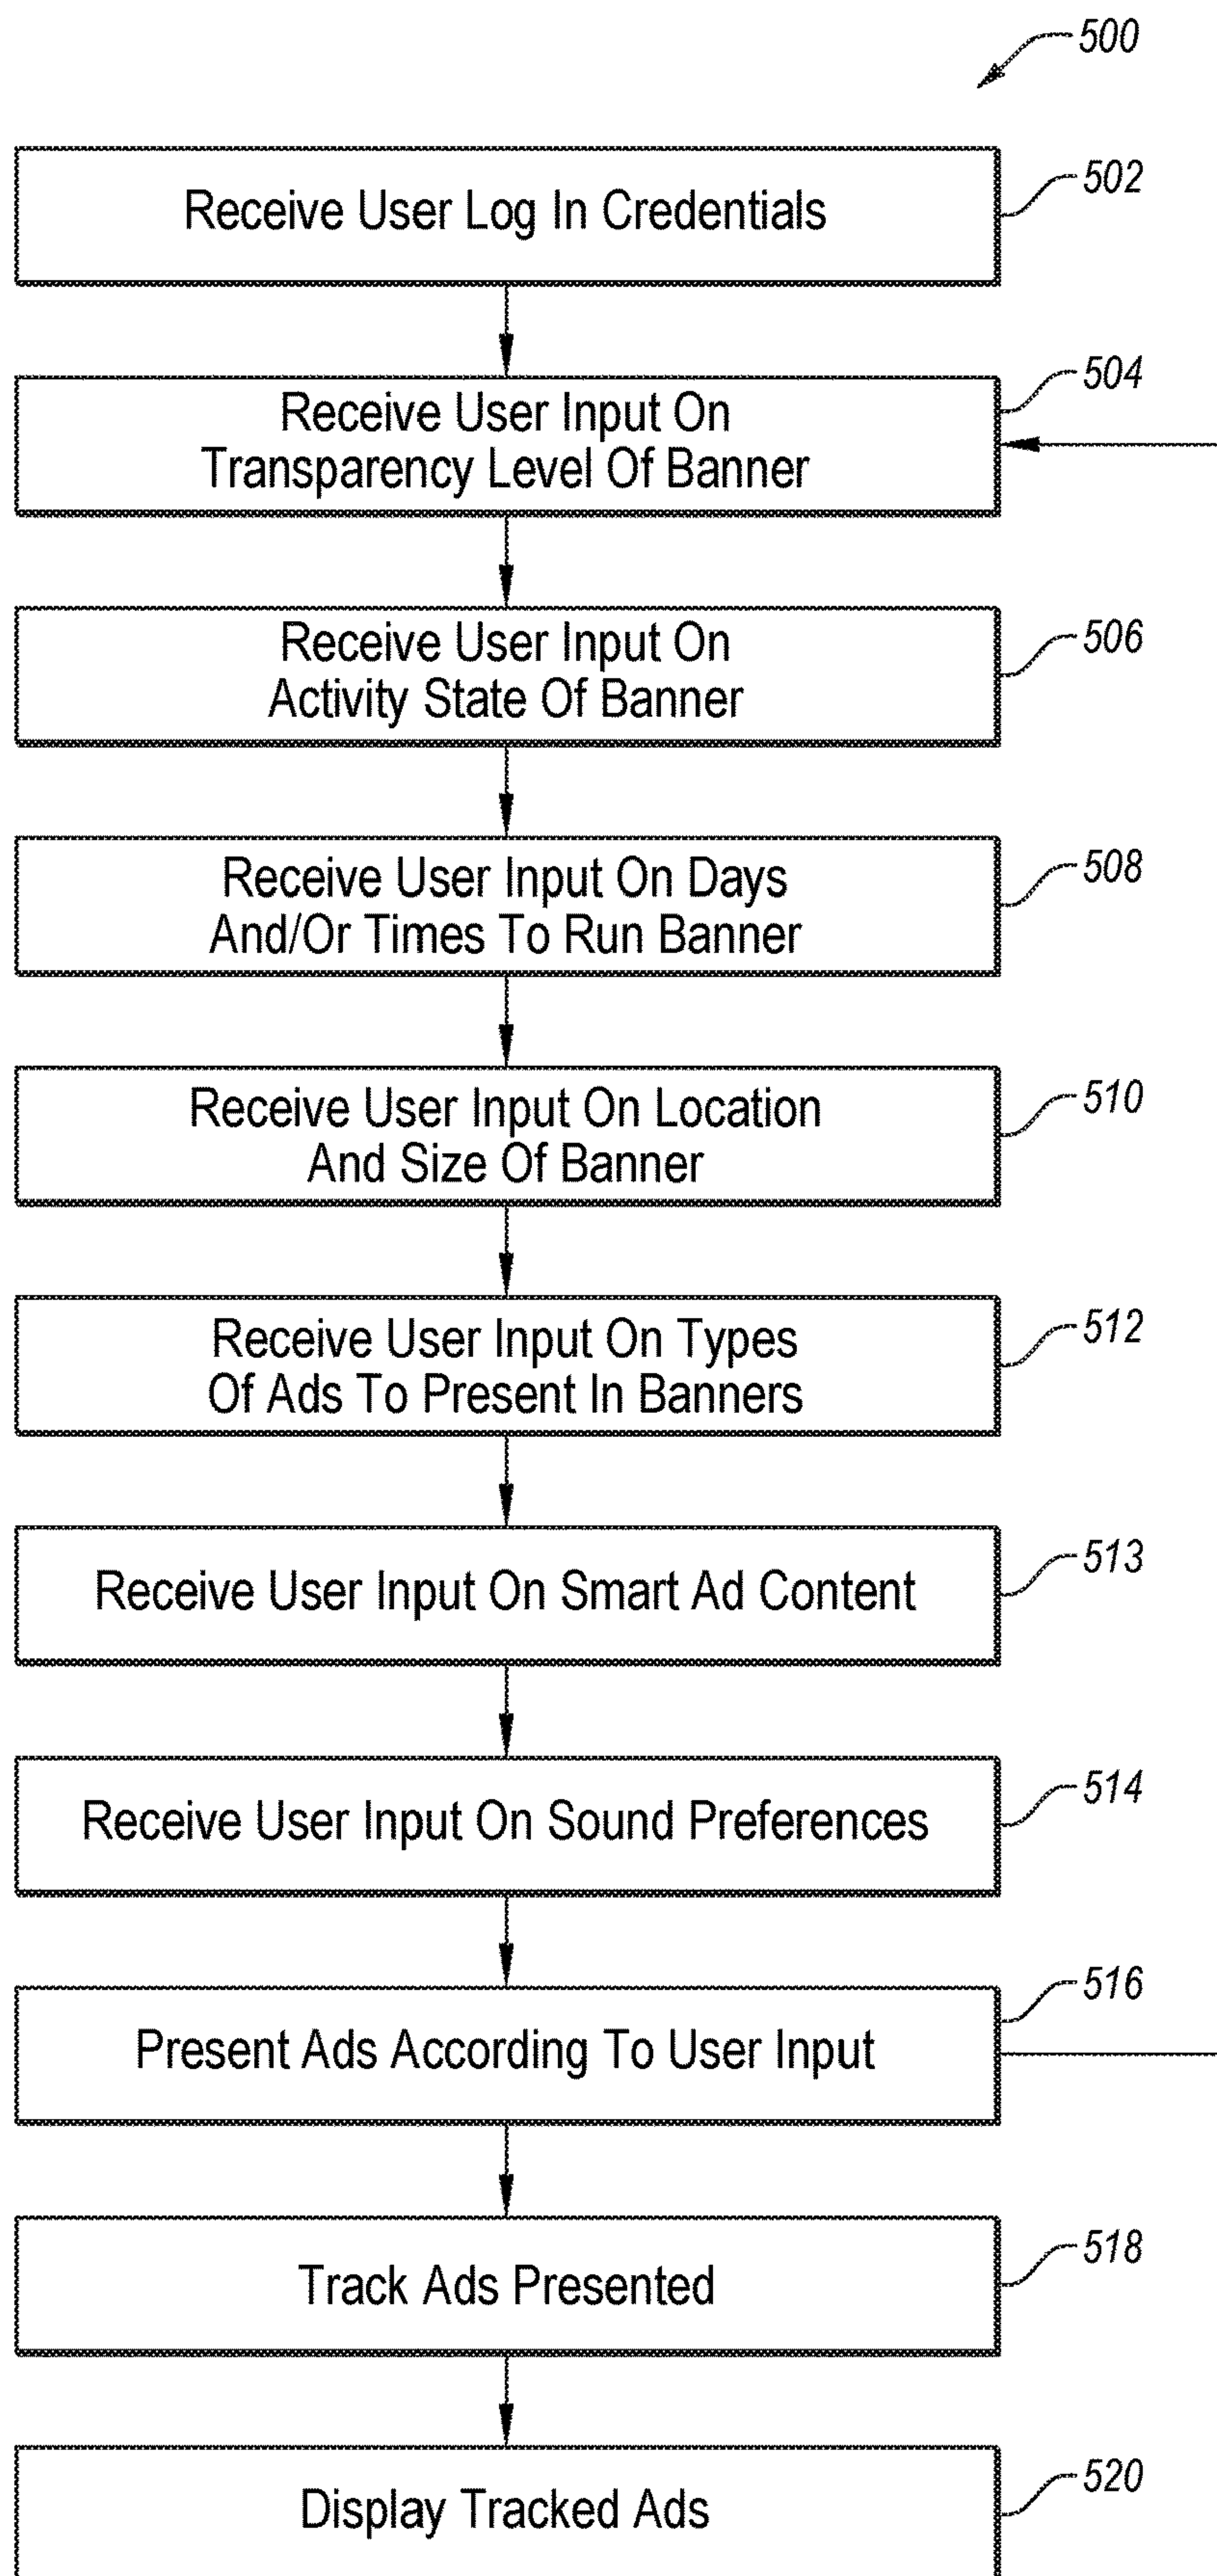 500
Receive User Log In Credentials
502
Receive User Input On
Transparency Level Of Banner
504
Receive User Input On
Activity State Of Banner
506
Receive User Input On Days
And/Or Times To Run Banner
508
Receive User Input On Location
And Size Of Banner
510
Receive User Input On Types
Of Ads To Present In Banners
512
Receive User Input On Smart Ad Content
513
Receive User Input On Sound Preferences
514
Present Ads According To User Input
516
Track Ads Presented
518
Display Tracked Ads
520